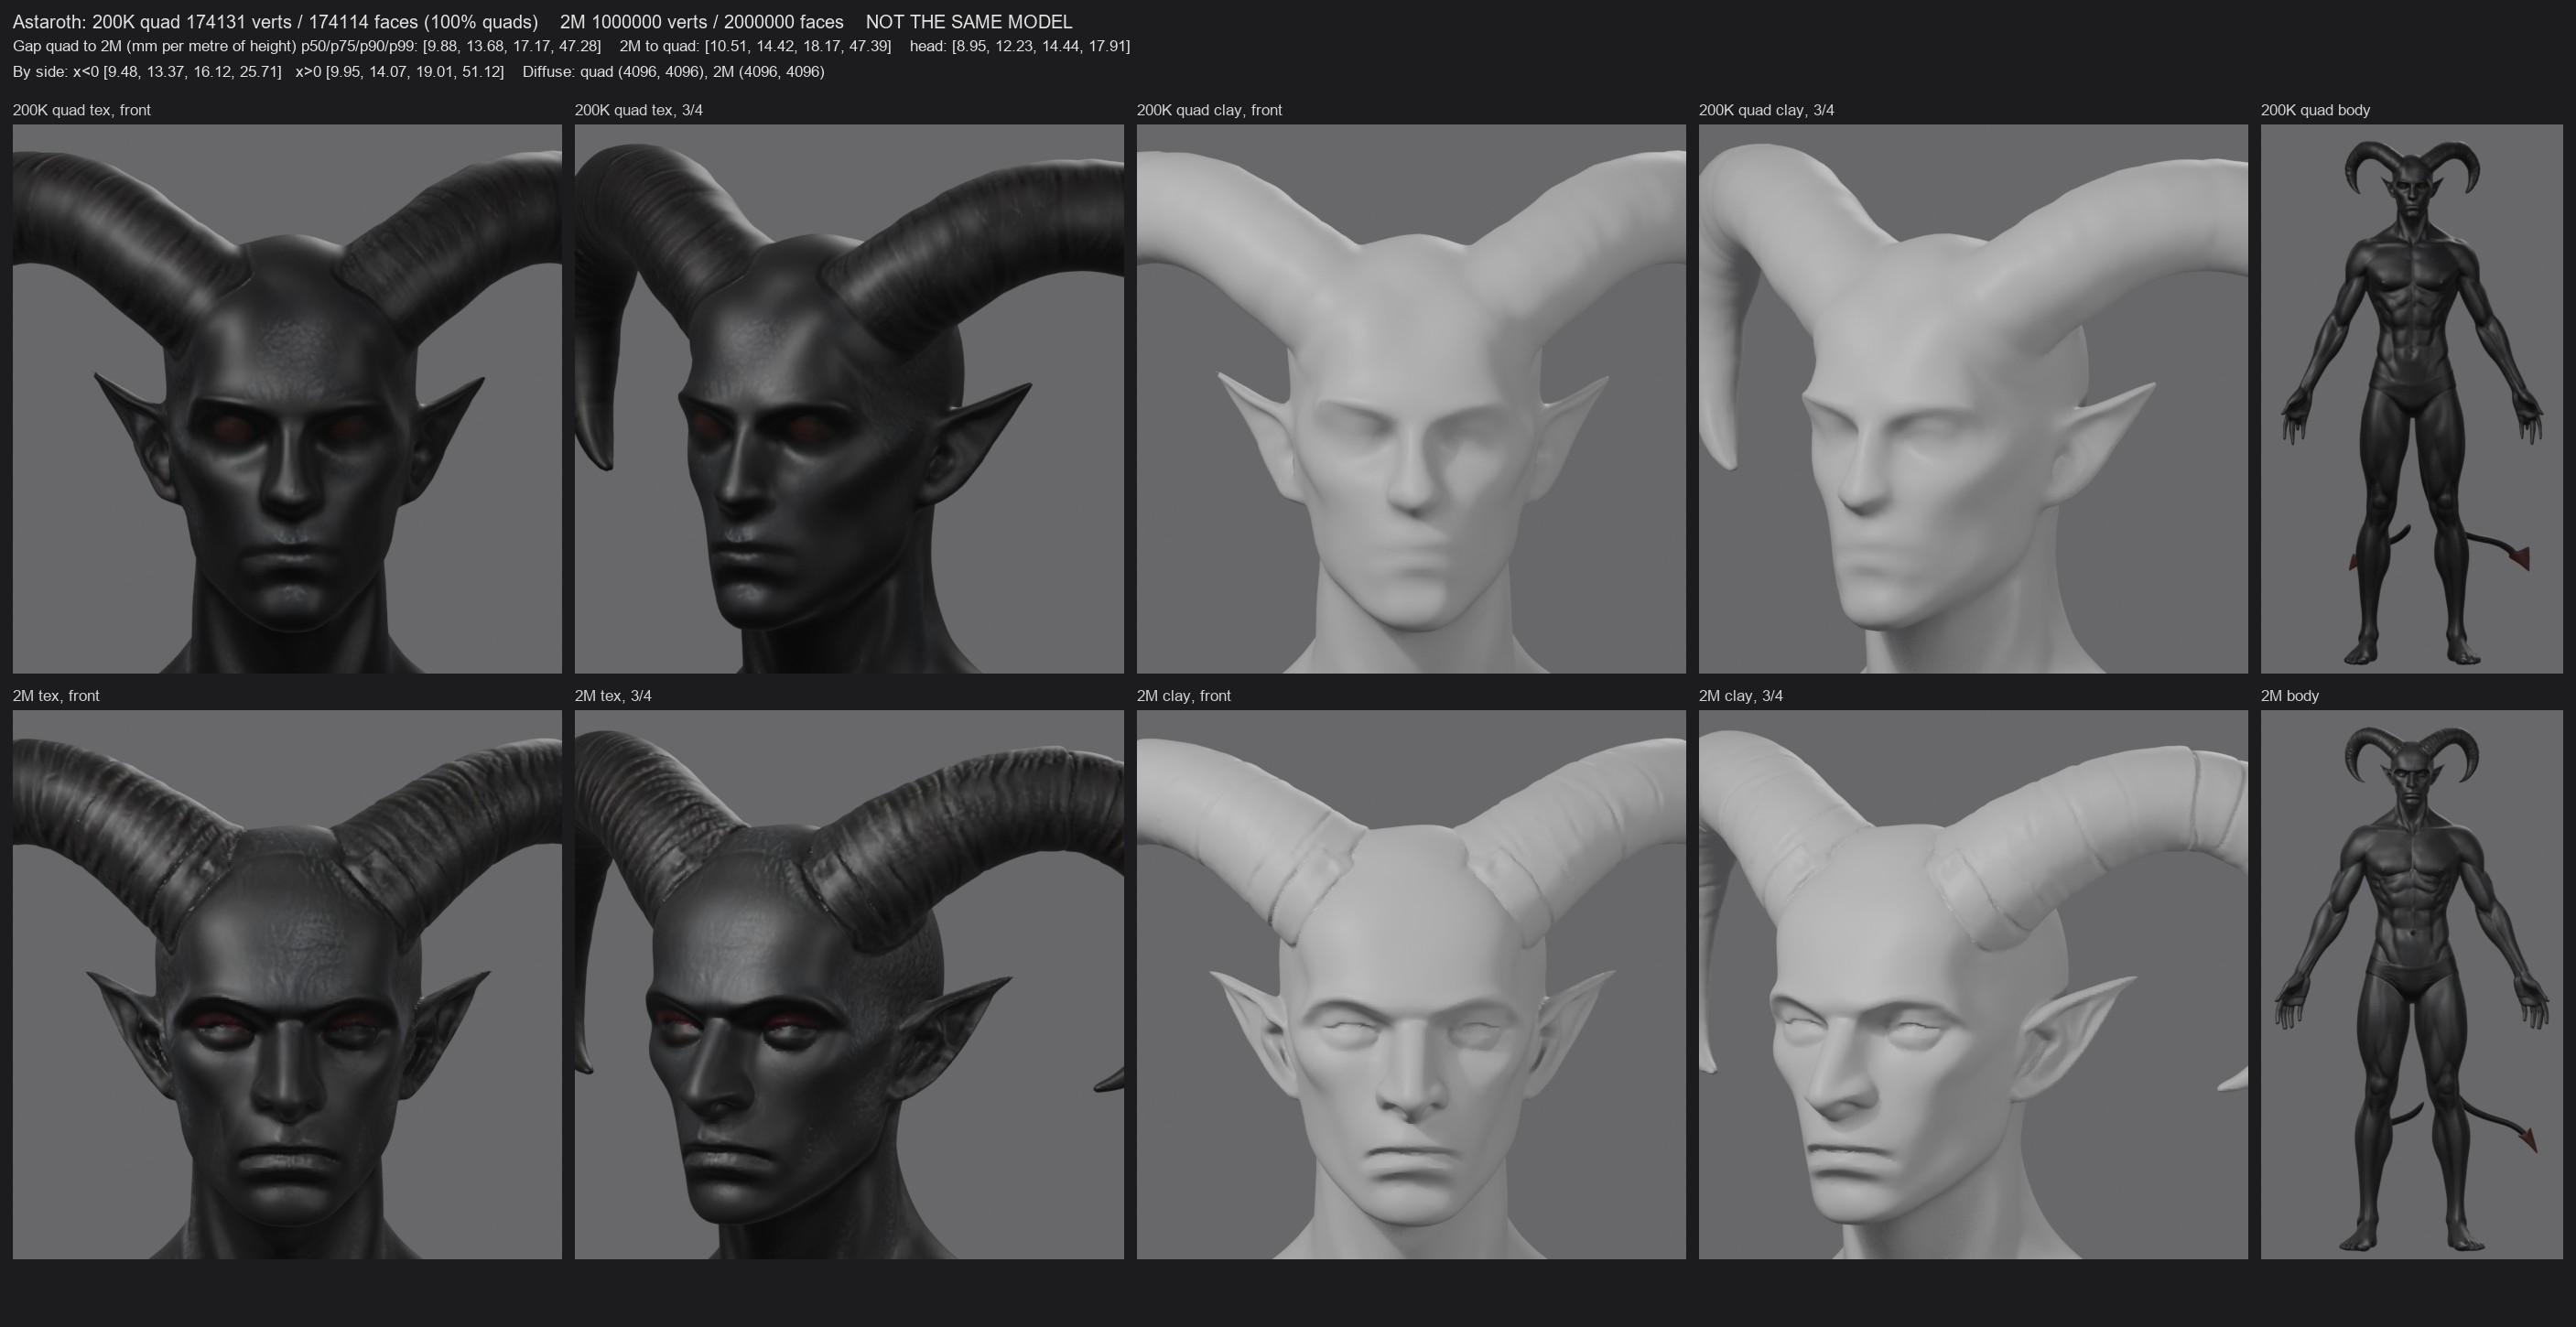 Astaroth: 200K quad 174131 verts / 174114 faces (100% quads)    2M 1000000 verts / 2000000 faces    NOT THE SAME MODEL
Gap quad to 2M (mm per metre of height) p50/p75/p90/p99: [9.88, 13.68, 17.17, 47.28]    2M to quad: [10.51, 14.42, 18.17, 47.39]    head: [8.95, 12.23, 14.44, 17.91]
By side: x<0 [9.48, 13.37, 16.12, 25.71]   x>0 [9.95, 14.07, 19.01, 51.12]    Diffuse: quad (4096, 4096), 2M (4096, 4096)
200K quad tex, front
200K quad tex, 3/4
200K quad clay, front
200K quad clay, 3/4
200K quad body
2M tex, front
2M tex, 3/4
2M clay, front
2M clay, 3/4
2M body